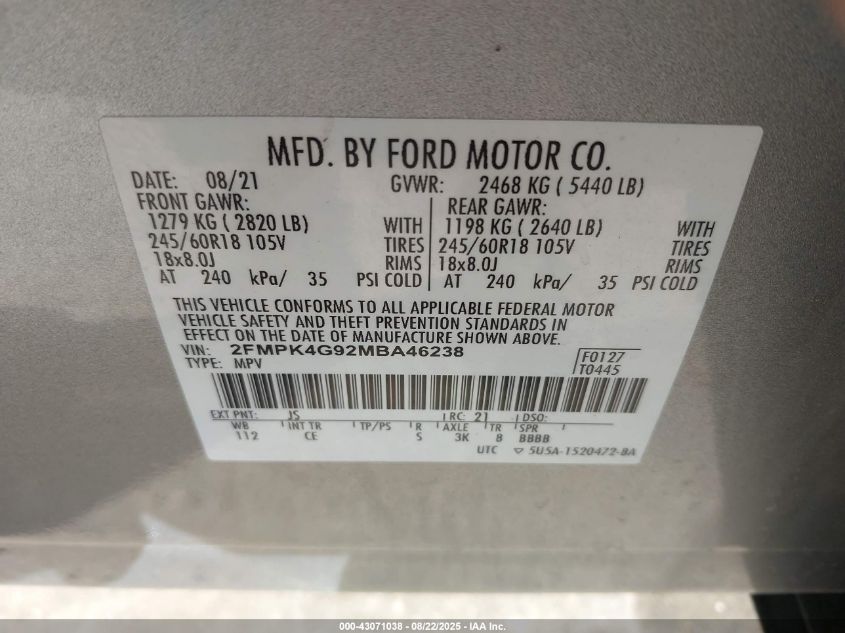 MFD. BY FORD MOTOR CO.
DATE: 08/21 GVWR: 2468 KG ( 5440 LB)
FRONT GAWR: REAR GAWR:
1279 KG ( 2820 LB) WITH 1198 KG ( 2640 LB) WITH
245/60R18 105V TIRES 245/60R18 105V TIRES
18x8.0J RIMS 18x8.0J RIMS
AT 240 kPa/ 35 PSI COLD AT 240 kPa/ 35 PSI COLD
THIS VEHICLE CONFORMS TO ALL APPLICABLE FEDERAL MOTOR
VEHICLE SAFETY AND THEFT PREVENTION STANDARDS IN
EFFECT ON THE DATE OF MANUFACTURE SHOWN ABOVE.
VIN: 2FMPK4G92MBA46238 F0127
TYPE: MPV T0445
EXT PNT: JS RC: 21 DSO:
WB INT TR TP/PS R AXLE TR SPR
112 CE S 3K 8 BBBB
UTC ▽ 5U5A-1520472-BA
000-43071038 - 08/22/2025 - IAA Inc.